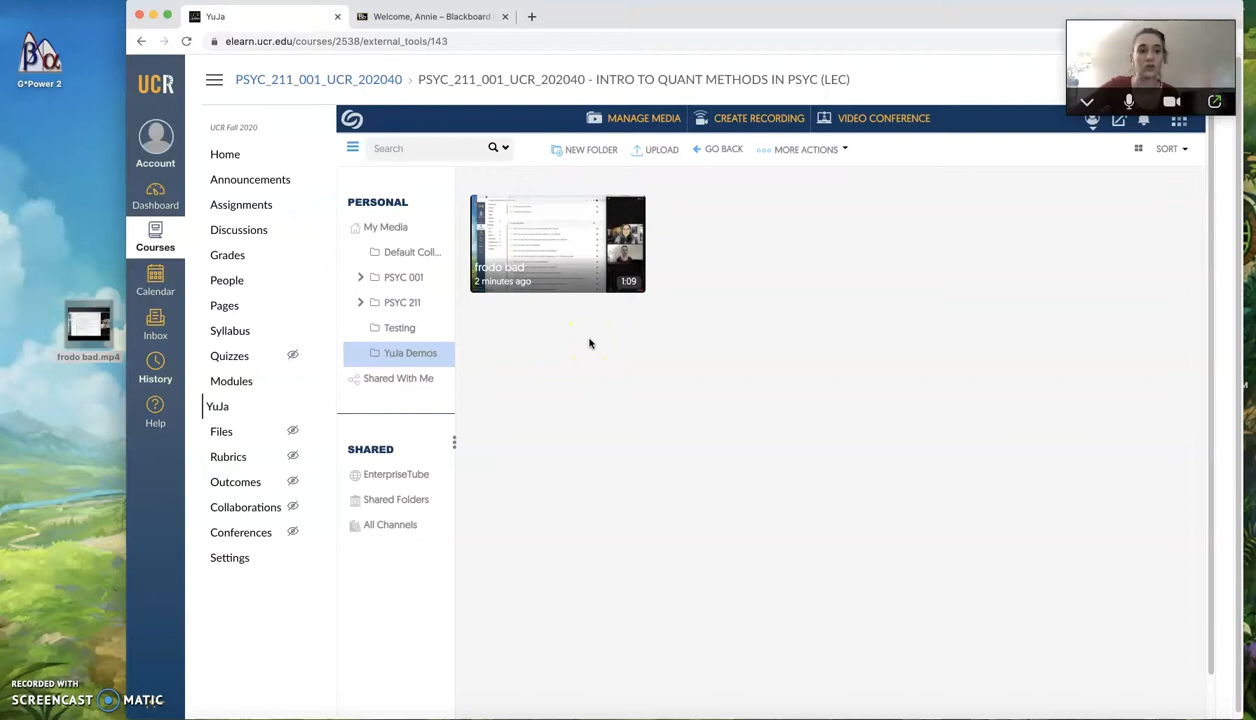 G*Power 2
frodo bad.mp4
RECORDED WITH
SCREENCAST MATIC
YuJa
Welcome, Annie – Blackboard
elearn.ucr.edu/courses/2538/external_tools/143
UCR
Account
Dashboard
Courses
Calendar
Inbox
History
Help
PSYC_211_001_UCR_202040 > PSYC_211_001_UCR_202040 - INTRO TO QUANT METHODS IN PSYC (LEC)
UCR Fall 2020
Home
Announcements
Assignments
Discussions
Grades
People
Pages
Syllabus
Quizzes
Modules
YuJa
Files
Rubrics
Outcomes
Collaborations
Conferences
Settings
MANAGE MEDIA
CREATE RECORDING
VIDEO CONFERENCE
Search
NEW FOLDER
UPLOAD
GO BACK
MORE ACTIONS
SORT
PERSONAL
My Media
Default Coll...
PSYC 001
PSYC 211
Testing
YuJa Demos
Shared With Me
SHARED
EnterpriseTube
Shared Folders
All Channels
frodo bad
2 minutes ago
1:09